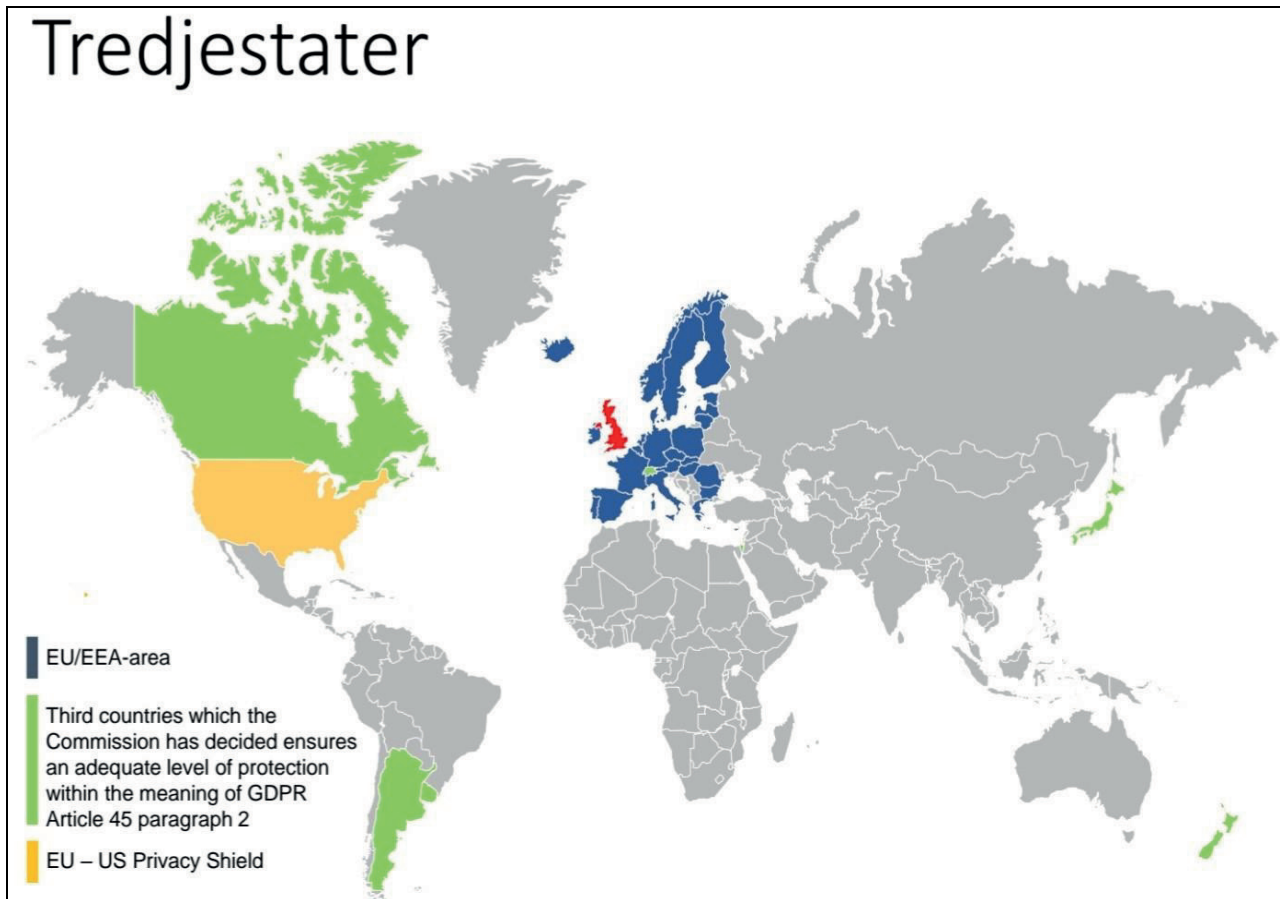 Tredjestater
EU/EEA-area
Third countries which the
Commission has decided ensures
an adequate level of protection
within the meaning of GDPR
Article 45 paragraph 2
EU – US Privacy Shield